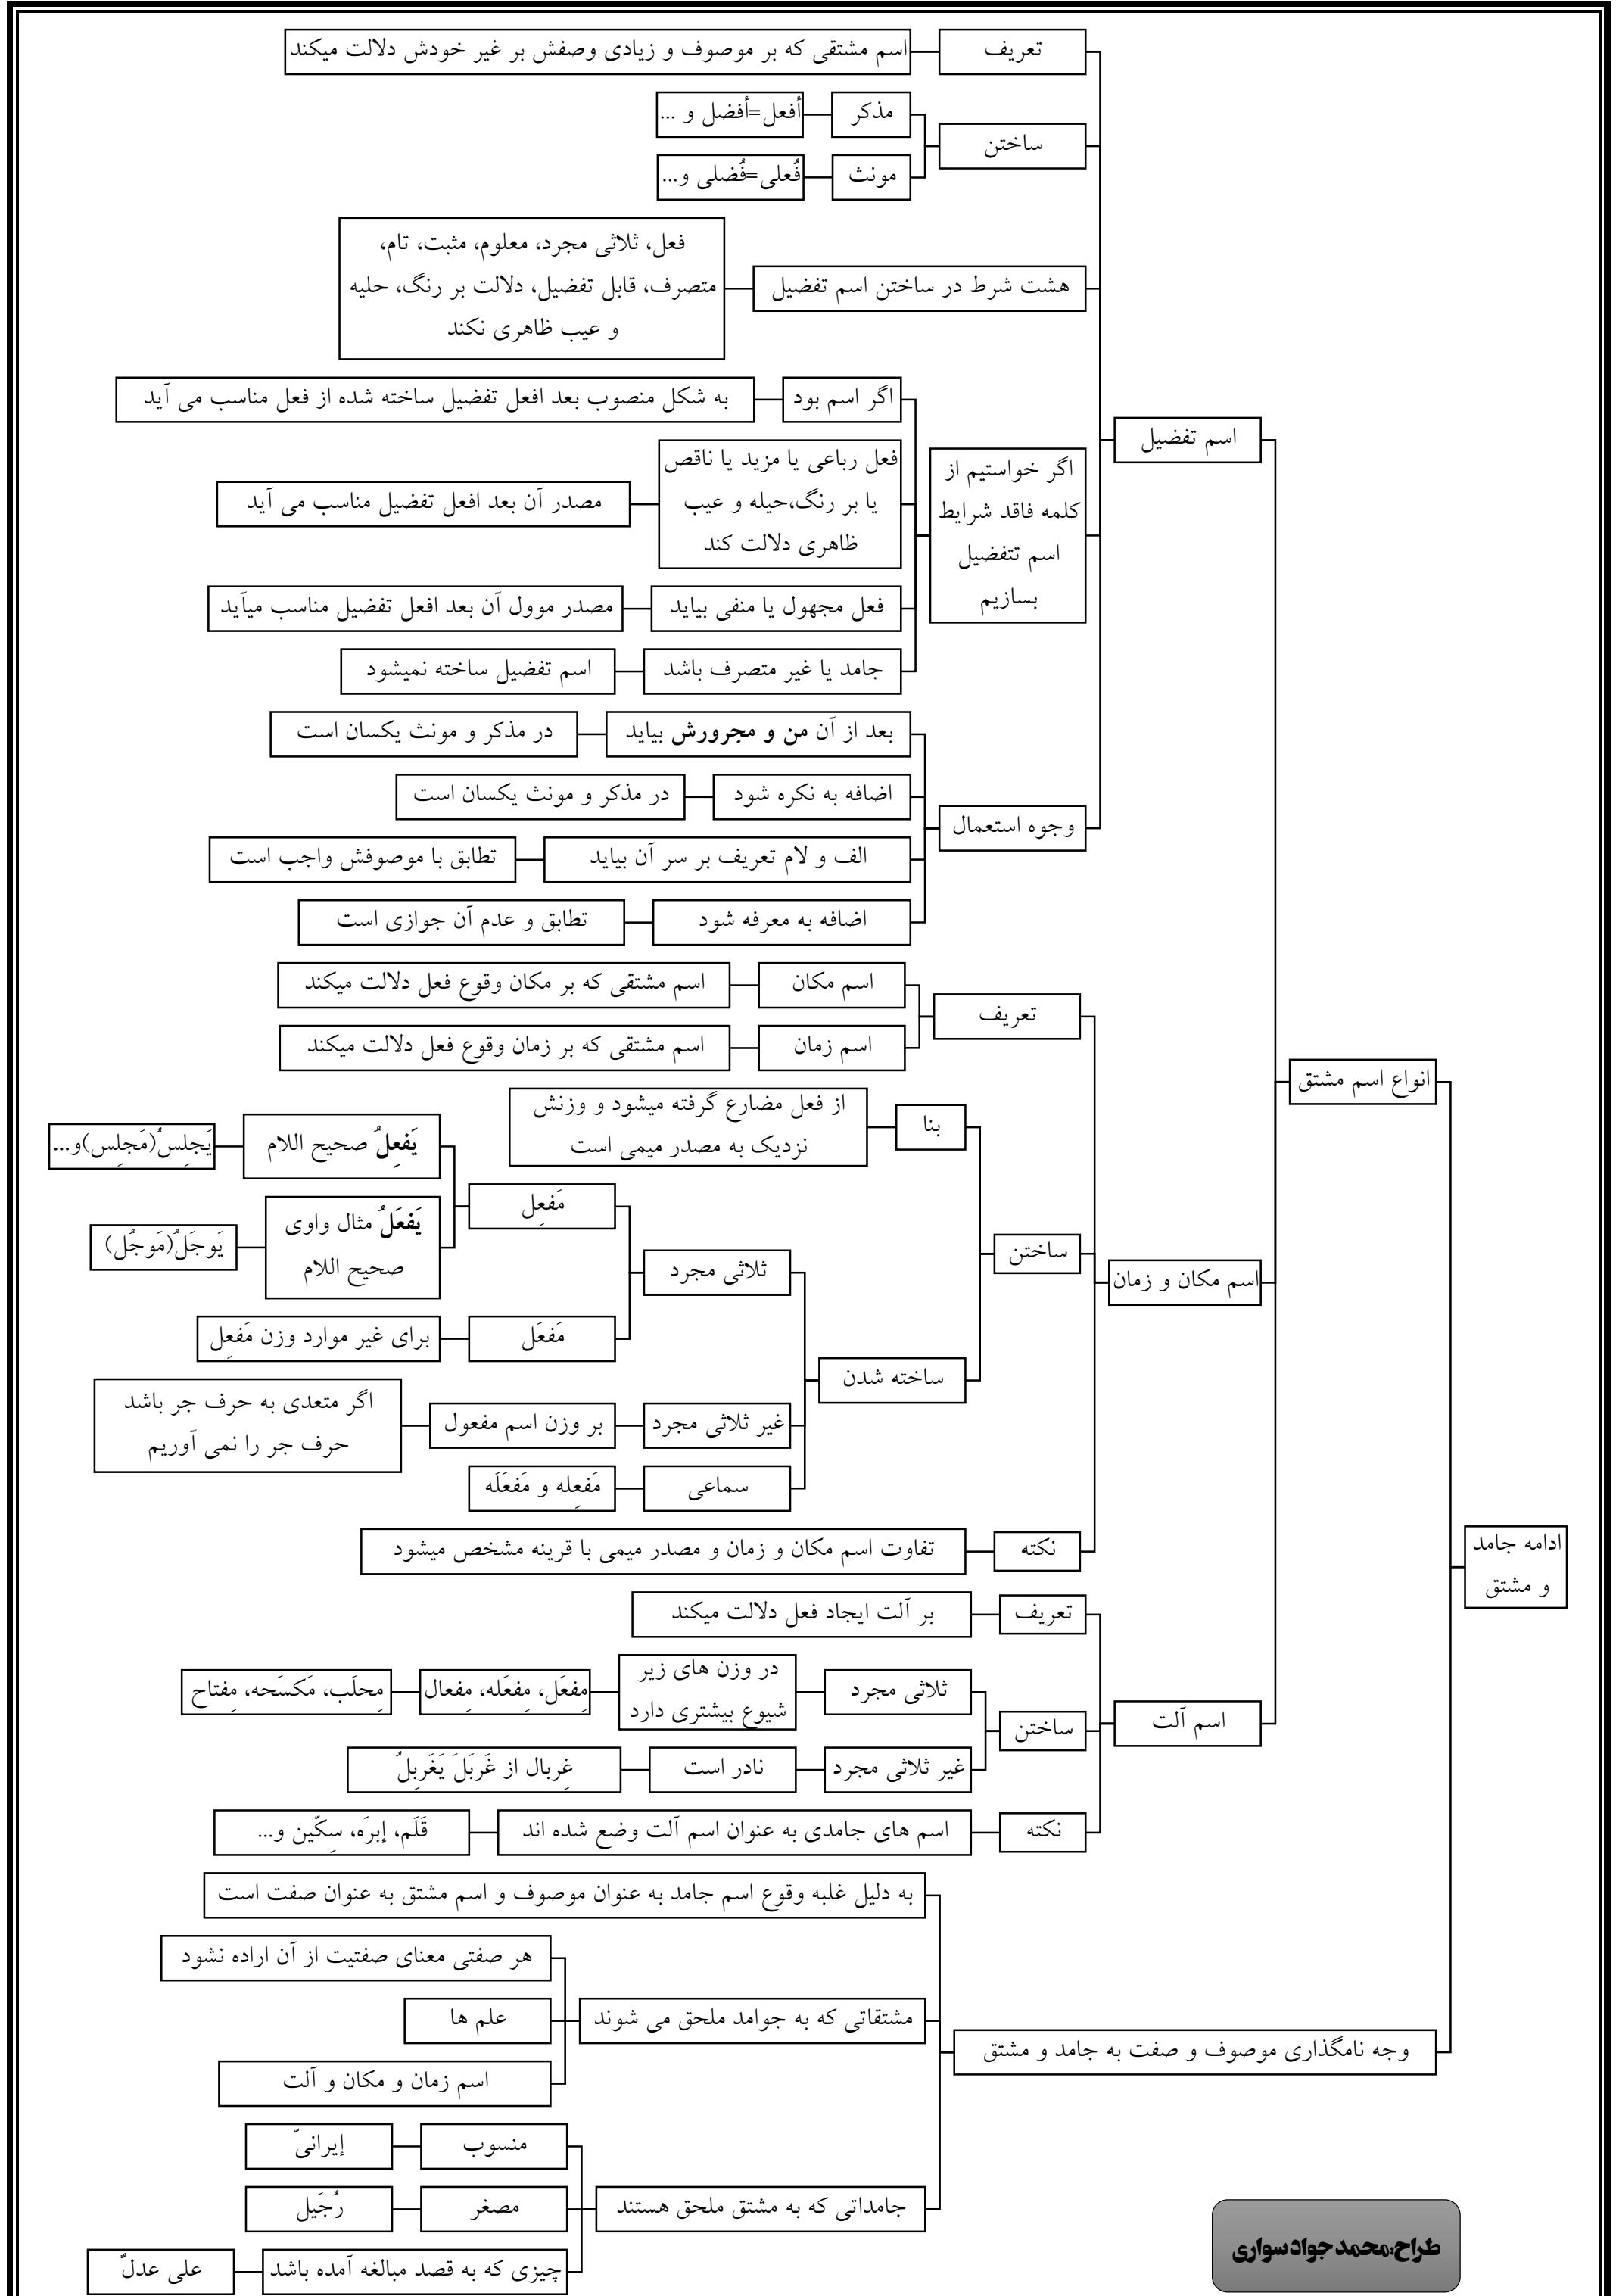 ادامه جامد
و مشتق
انواع اسم مشتق
اسم تفضیل
تعریف
اسم مشتقی که بر موصوف و زیادی وصفش بر غیر خودش دلالت میکند
ساختن
مذکر
أفعل=أفضل و ...
مونث
فُعلی=فُضلی و...
هشت شرط در ساختن اسم تفضیل
فعل، ثلاثی مجرد، معلوم، مثبت، تام،
متصرف، قابل تفضیل، دلالت بر رنگ، حلیه
و عیب ظاهری نکند
اگر خواستیم از
کلمه فاقد شرایط
اسم تتفضیل
بسازیم
اگر اسم بود
به شکل منصوب بعد افعل تفضیل ساخته شده از فعل مناسب می آید
فعل رباعی یا مزید یا ناقص
یا بر رنگ،حیله و عیب
ظاهری دلالت کند
مصدر آن بعد افعل تفضیل مناسب می آید
فعل مجهول یا منفی بیاید
مصدر موول آن بعد افعل تفضیل مناسب میآید
جامد یا غیر متصرف باشد
اسم تفضیل ساخته نمیشود
وجوه استعمال
بعد از آن من و مجرورش بیاید
در مذکر و مونث یکسان است
اضافه به نکره شود
در مذکر و مونث یکسان است
الف و لام تعریف بر سر آن بیاید
تطابق با موصوفش واجب است
اضافه به معرفه شود
تطابق و عدم آن جوازی است
اسم مکان و زمان
تعریف
اسم مکان
اسم مشتقی که بر مکان وقوع فعل دلالت میکند
اسم زمان
اسم مشتقی که بر زمان وقوع فعل دلالت میکند
ساختن
بنا
از فعل مضارع گرفته میشود و وزنش
نزدیک به مصدر میمی است
ساخته شدن
ثلاثی مجرد
مَفعِل
یَفعِلُ صحیح اللام
یَجلِسُ(مَجلِس)و...
یَفعَلُ مثال واوی
صحیح اللام
یَوجَلُ(مَوجُل)
مَفعَل
برای غیر موارد وزن مَفعِل
غیر ثلاثی مجرد
بر وزن اسم مفعول
اگر متعدی به حرف جر باشد
حرف جر را نمی آوریم
سماعی
مَفعِله و مَفعَلَه
نکته
تفاوت اسم مکان و زمان و مصدر میمی با قرینه مشخص میشود
اسم آلت
تعریف
بر آلت ایجاد فعل دلالت میکند
ساختن
ثلاثی مجرد
در وزن های زیر
شیوع بیشتری دارد
مِفعَل، مِفعَله، مِفعال
مِحلَب، مَکسَحه، مِفتاح
غیر ثلاثی مجرد
نادر است
غِربال از غَربَلَ یَغَربِلُ
نکته
اسم های جامدی به عنوان اسم آلت وضع شده اند
قَلَم، إبرَه، سِکّین و...
وجه نامگذاری موصوف و صفت به جامد و مشتق
به دلیل غلبه وقوع اسم جامد به عنوان موصوف و اسم مشتق به عنوان صفت است
مشتقاتی که به جوامد ملحق می شوند
هر صفتی معنای صفتیت از آن اراده نشود
علم ها
اسم زمان و مکان و آلت
جامداتی که به مشتق ملحق هستند
منسوب
إیرانیّ
مصغر
رُجَیل
چیزی که به قصد مبالغه آمده باشد
علی عدلٌ
طراح:محمد جواد سواری